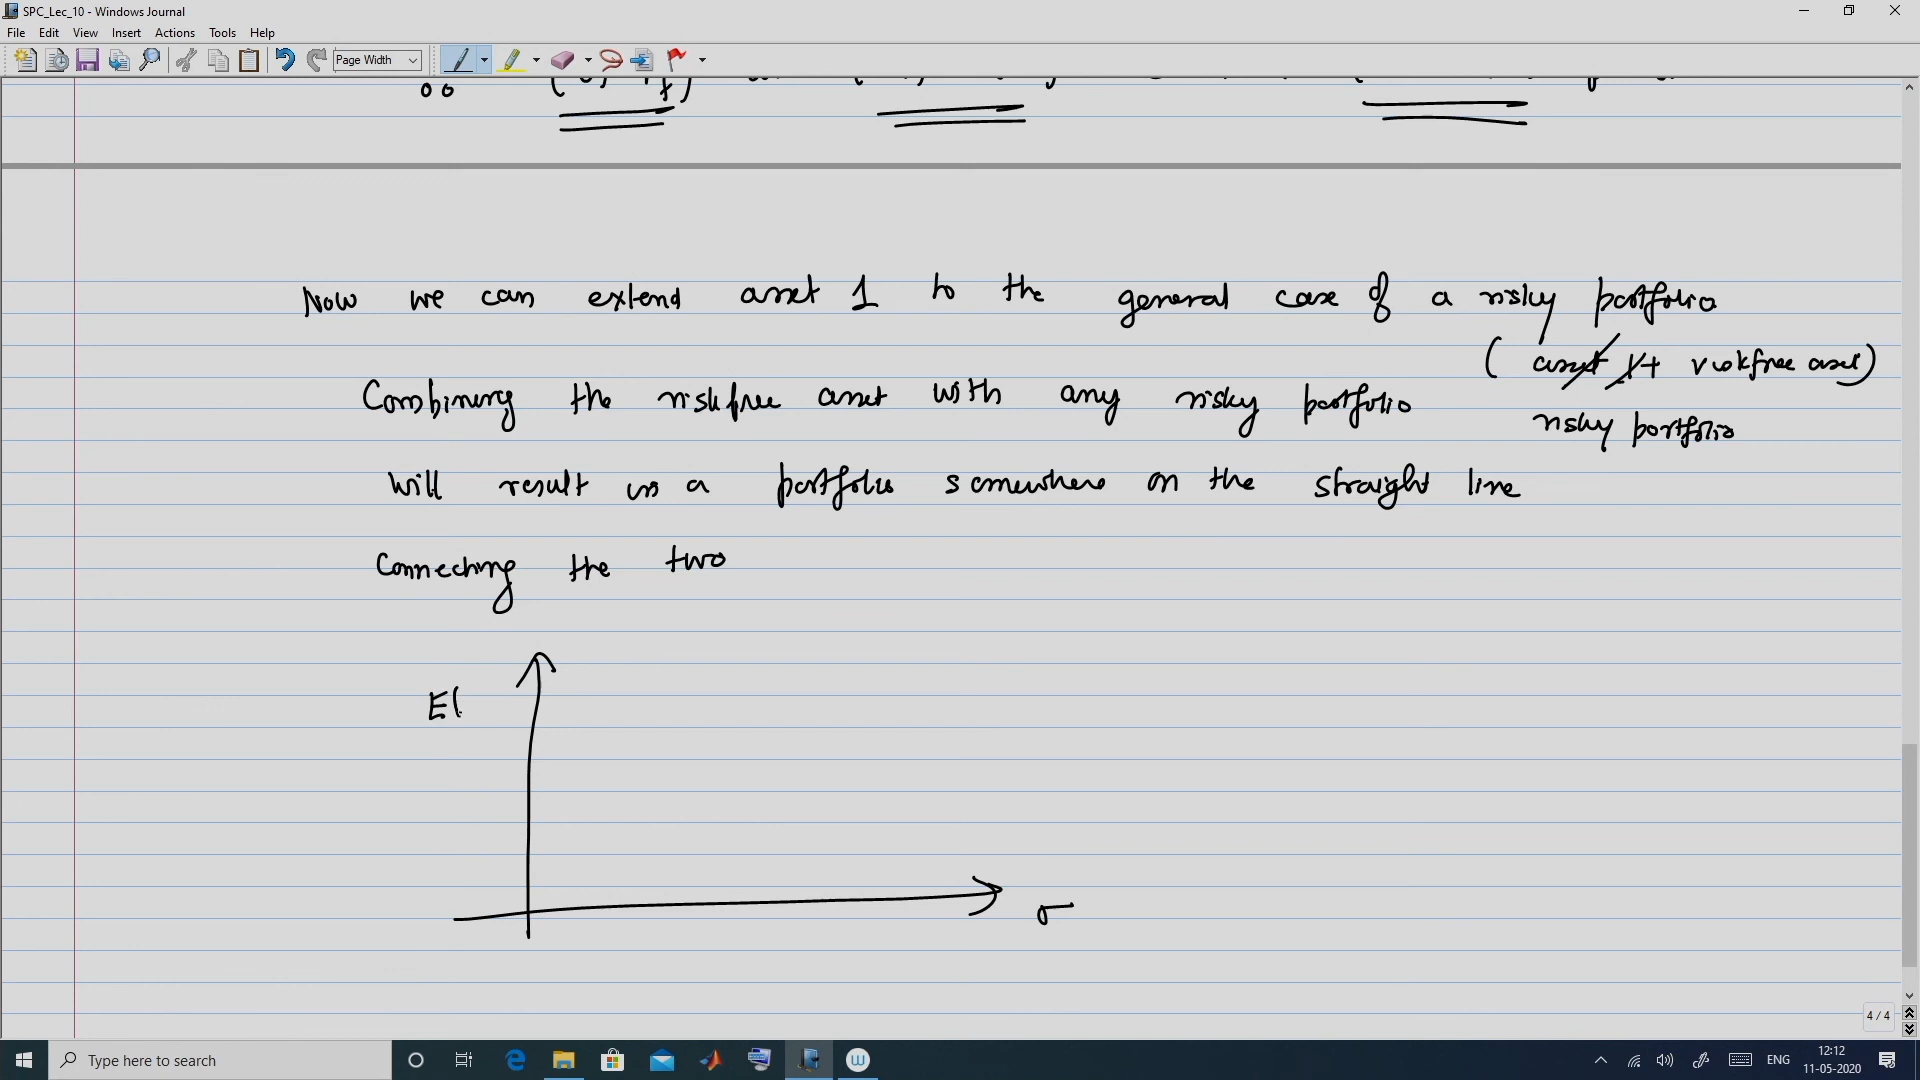 SPC_Lec_10 - Windows Journal
File Edit View Insert Actions Tools Help
Page Width
Now we can extend asset 1 to the general case of a risky portfolio
( asset 1 + riskfree asset)
Combining the riskfree asset with any risky portfolio
risky portfolio
will result in a portfolio somewhere on the straight line
Connecting the two
E(
σ
4 / 4
Type here to search
ENG
12:12
11-05-2020